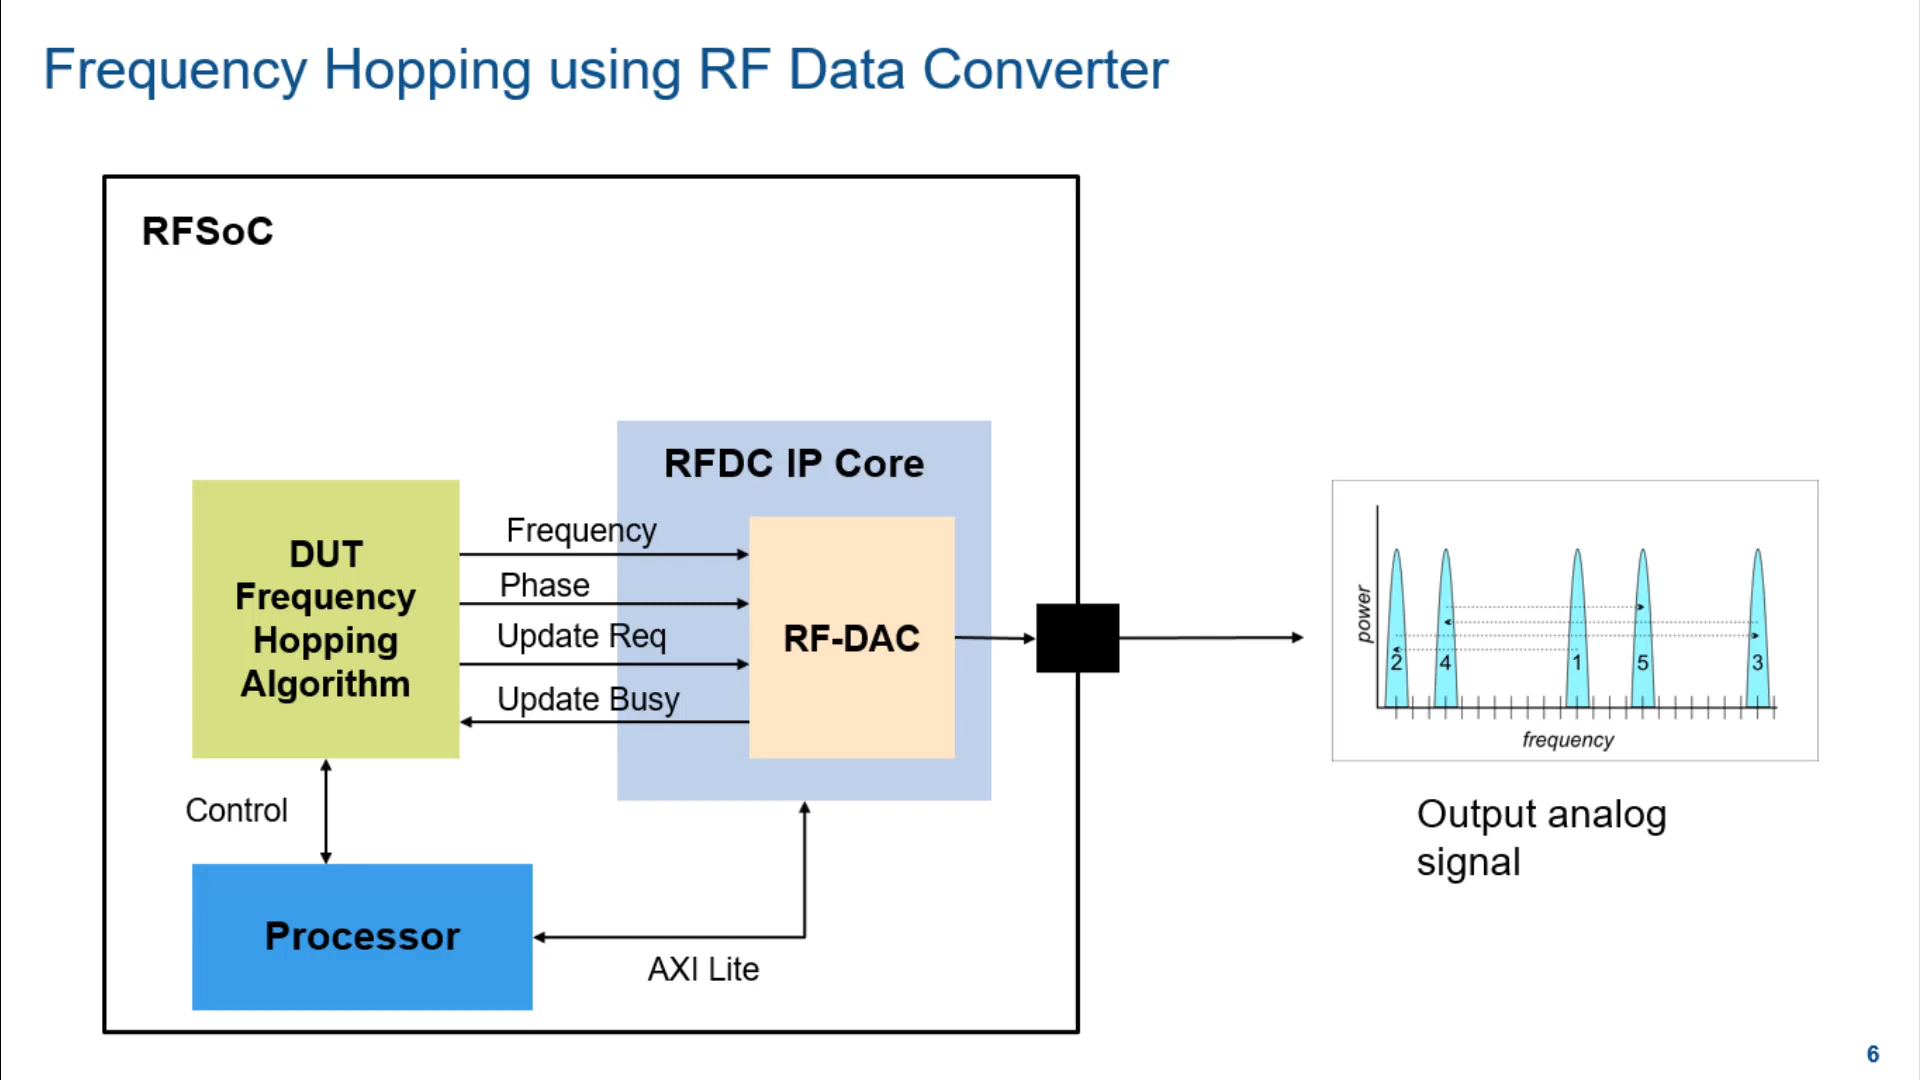 Frequency Hopping using RF Data Converter
RFSoC
RFDC IP Core
DUT
Frequency
Hopping
Algorithm
Frequency
Phase
Update Req
Update Busy
RF-DAC
Control
Processor
AXI Lite
power
2 4 1 5 3
frequency
Output analog
signal
6